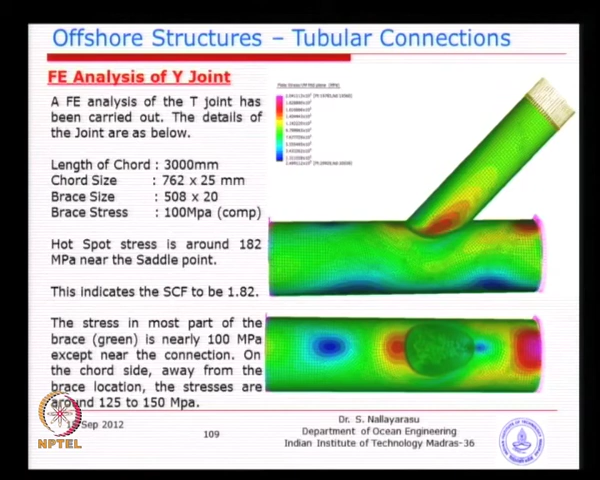 Offshore Structures – Tubular Connections
FE Analysis of Y Joint
A FE analysis of the T joint has
been carried out. The details of
the Joint are as below.
Length of Chord : 3000mm
Chord Size : 762 x 25 mm
Brace Size : 508 x 20
Brace Stress : 100Mpa (comp)
Hot Spot stress is around 182
MPa near the Saddle point.
This indicates the SCF to be 1.82.
The stress in most part of the
brace (green) is nearly 100 MPa
except near the connection. On
the chord side, away from the
brace location, the stresses are
around 125 to 150 Mpa.
Sep 2012
NPTEL
109
Dr. S. Nallayarasu
Department of Ocean Engineering
Indian Institute of Technology Madras-36